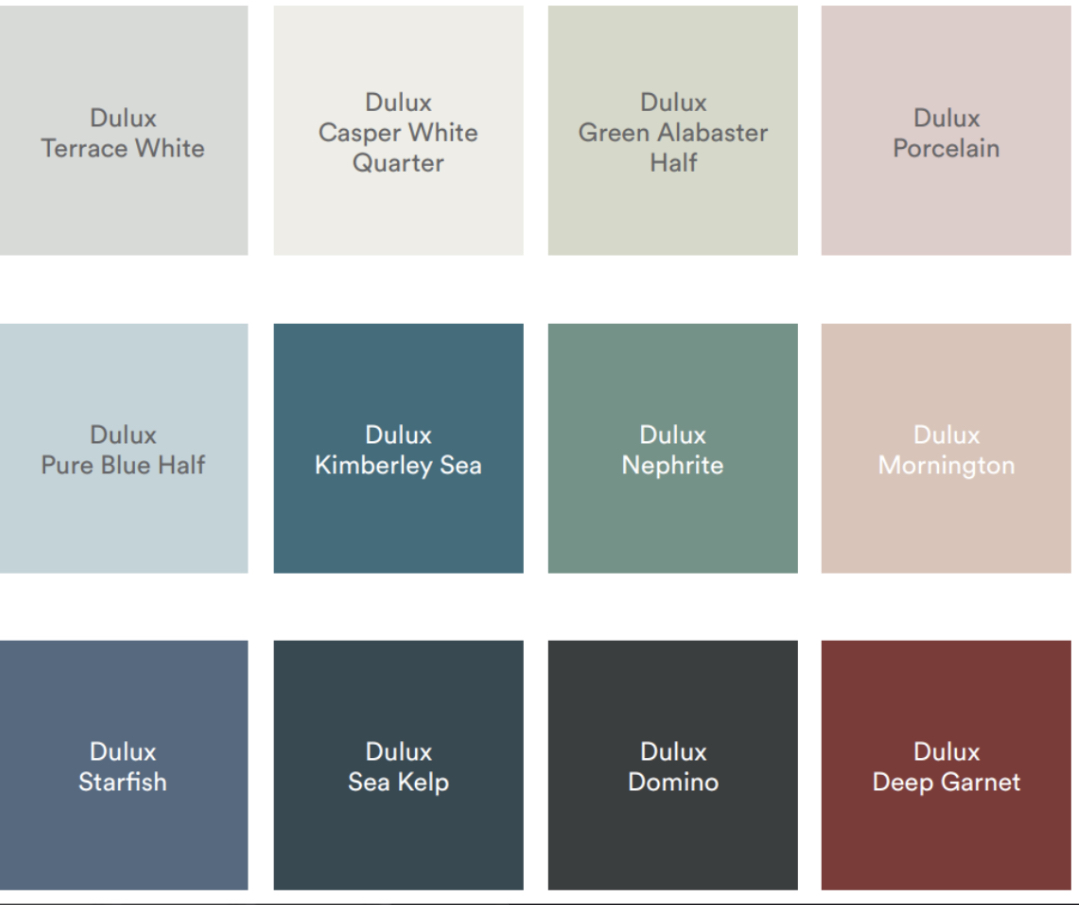 Dulux
Terrace White
Dulux
Casper White
Quarter
Dulux
Green Alabaster
Half
Dulux
Porcelain
Dulux
Pure Blue Half
Dulux
Kimberley Sea
Dulux
Nephrite
Dulux
Mornington
Dulux
Starfish
Dulux
Sea Kelp
Dulux
Domino
Dulux
Deep Garnet